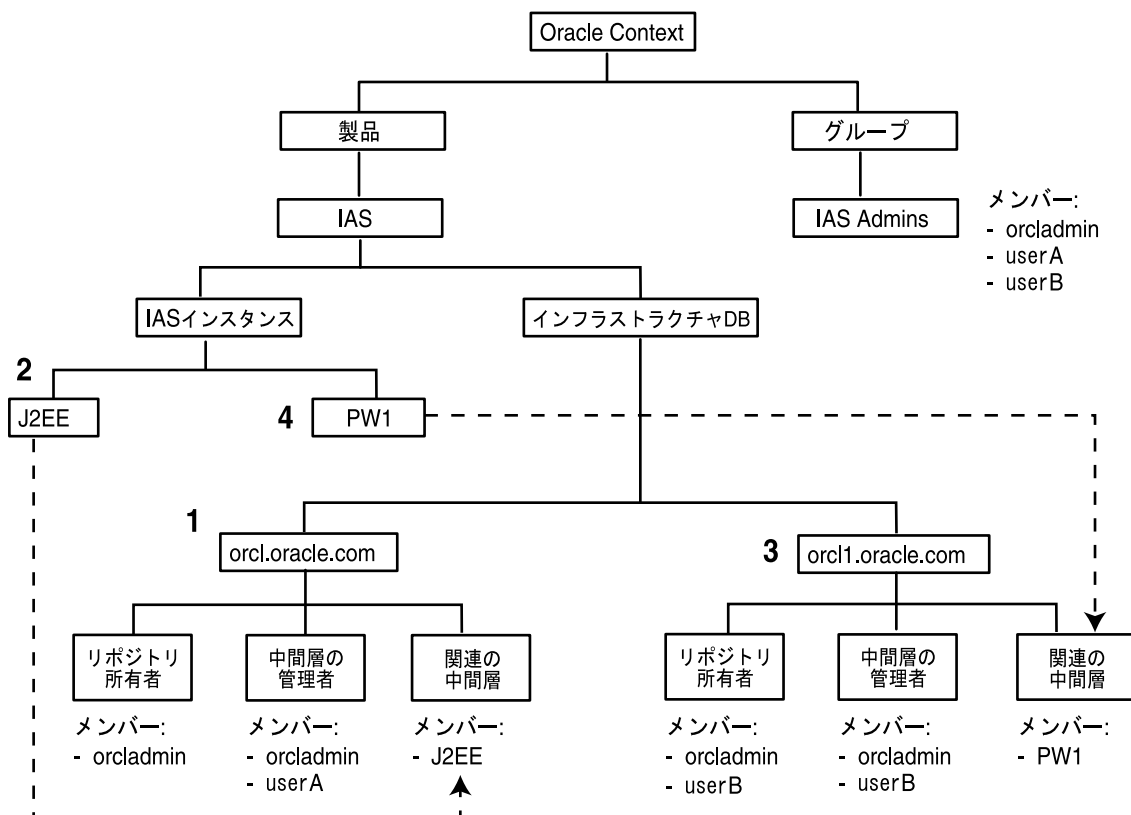 Oracle Context
製品
グループ
IAS
IAS Admins
メンバー:
- orcladmin
- userA
- userB
IASインスタンス
インフラストラクチャDB
2
J2EE
4
PW1
1
orcl.oracle.com
3
orcl1.oracle.com
リポジトリ
所有者
中間層の
管理者
関連の
中間層
リポジトリ
所有者
中間層の
管理者
関連の
中間層
メンバー:
- orcladmin
メンバー:
- orcladmin
- userA
メンバー:
- J2EE
メンバー:
- orcladmin
- userB
メンバー:
- orcladmin
- userB
メンバー:
- PW1